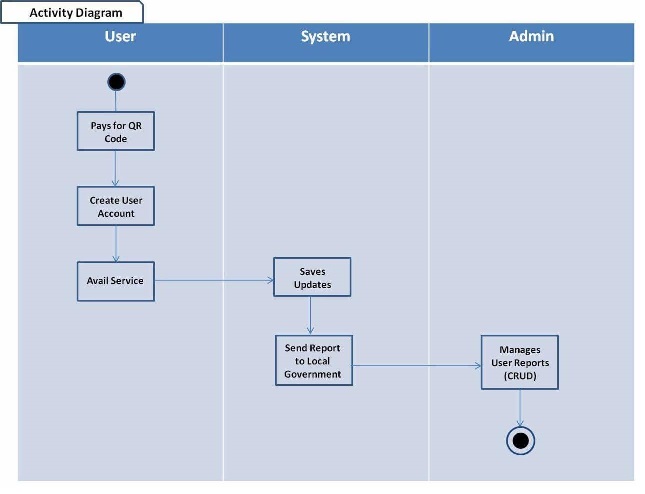 Activity Diagram
User
System
Admin
Pays for QR
Code
Create User
Account
Avail Service
Saves
Updates
Send Report
to Local
Government
Manages
User Reports
(CRUD)